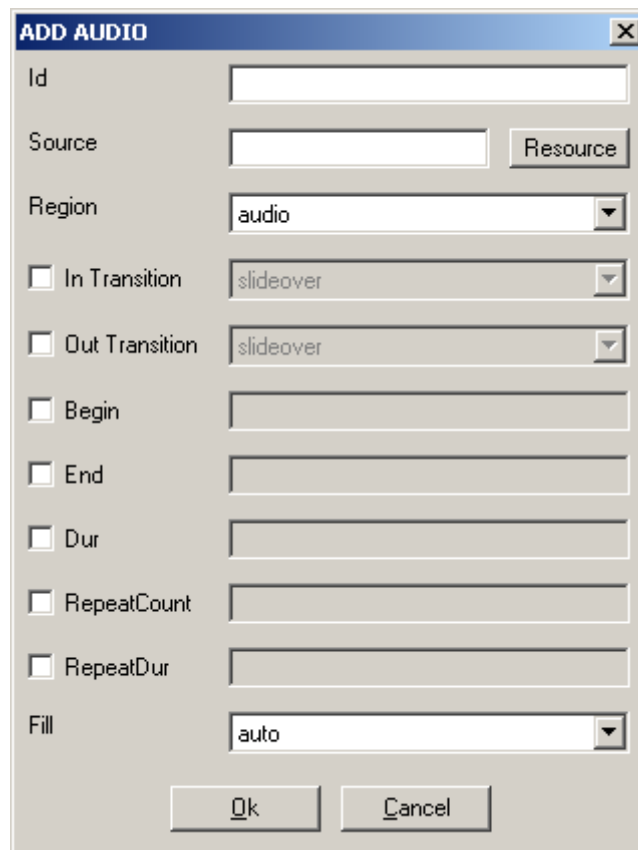 ADD AUDIO
Id
Source Resource
Region audio
In Transition slideover
Out Transition slideover
Begin
End
Dur
RepeatCount
RepeatDur
Fill auto
Ok Cancel